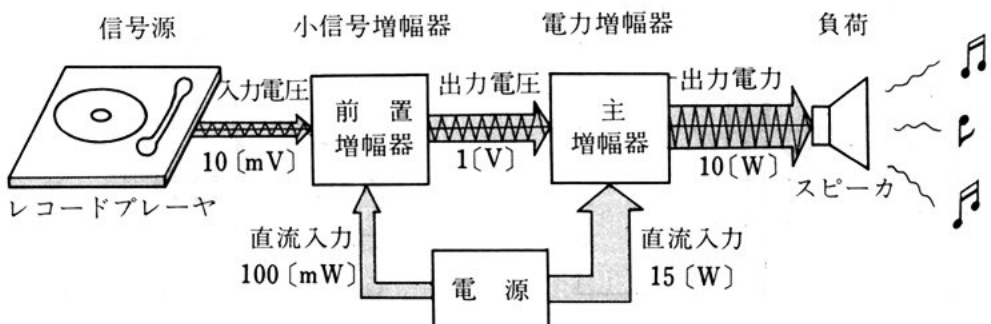 信号源
小信号増幅器
電力増幅器
負荷
入力電圧
10〔mV〕
前置
増幅器
出力電圧
1〔V〕
主
増幅器
出力電力
10〔W〕
スピーカ
レコードプレーヤ
直流入力
100〔mW〕
電源
直流入力
15〔W〕